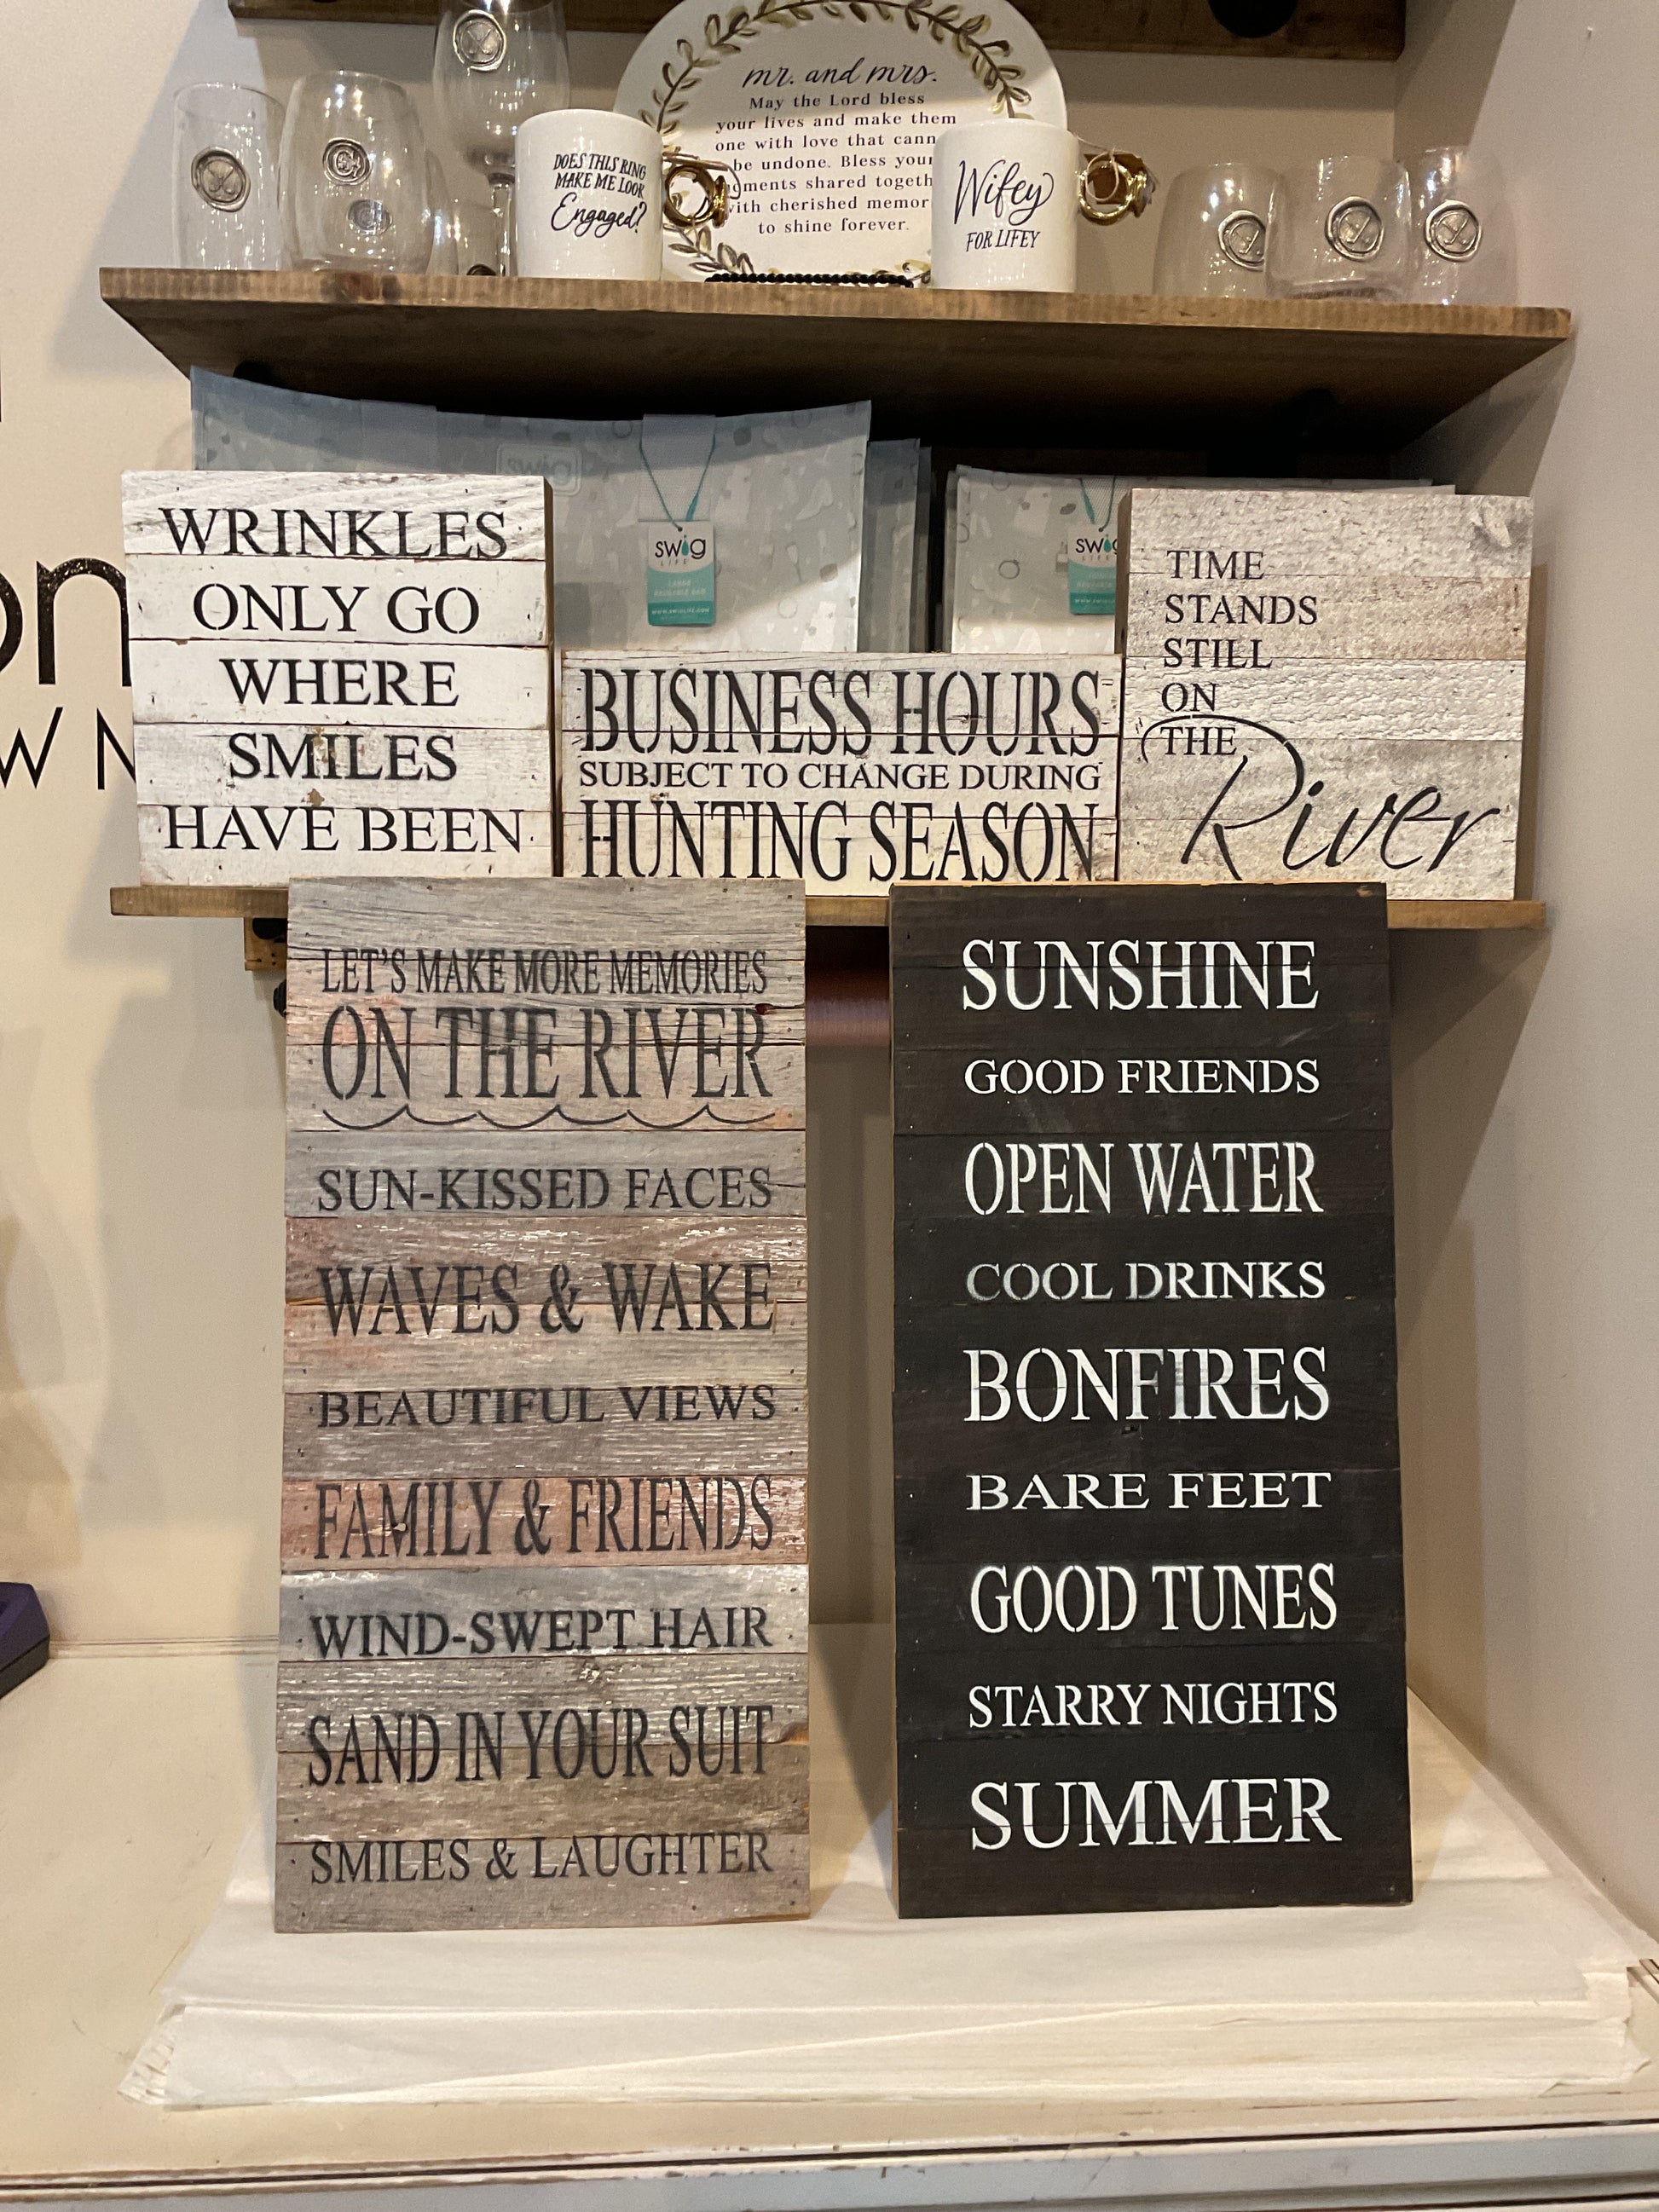 mr. and mrs.
May the Lord bless
your lives and make them
one with love that
be undone. Bless your
shared
with cherished
to shine forever.
DOES THIS RING
MAKE ME LOOK
Engaged?
Wifey
FOR LIFEY
swig
swig
LIFE
swig
WRINKLES
ONLY GO
WHERE
SMILES
HAVE BEEN
BUSINESS HOURS
SUBJECT TO CHANGE DURING
HUNTING SEASON
TIME
STANDS
STILL
ON
THE
River
LET'S MAKE MORE MEMORIES
ON THE RIVER
SUN-KISSED FACES
WAVES & WAKE
BEAUTIFUL VIEWS
FAMILY & FRIENDS
WIND-SWEPT HAIR
SAND IN YOUR SUIT
SMILES & LAUGHTER
SUNSHINE
GOOD FRIENDS
OPEN WATER
COOL DRINKS
BONFIRES
BARE FEET
GOOD TUNES
STARRY NIGHTS
SUMMER